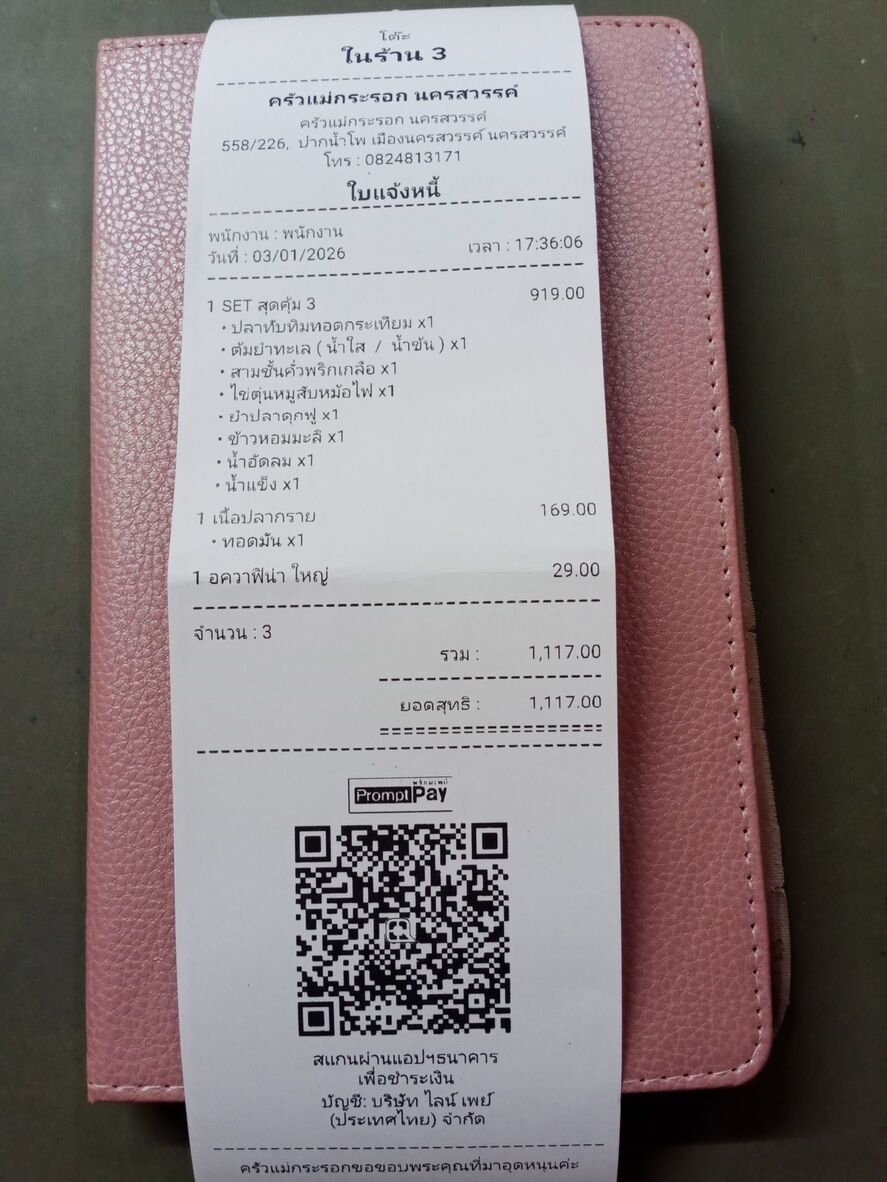 โต๊ะ
ในร้าน 3
ครัวแม่กระรอก นครสวรรค์
ครัวแม่กระรอก นครสวรรค์
558/226, ปากน้ำโพ เมืองนครสวรรค์ นครสวรรค์
โทร : 0824813171
ใบแจ้งหนี้
พนักงาน : พนักงาน
วันที่ : 03/01/2026 เวลา : 17:36:06
1 SET สุดคุ้ม 3 919.00
• ปลาทับทิมทอดกระเทียม x1
• ต้มยำทะเล ( น้ำใส / น้ำข้น ) x1
• สามชั้นคั่วพริกเกลือ x1
• ไข่ตุ๋นหมูสับหม้อไฟ x1
• ยำปลาดุกฟู x1
• ข้าวหอมมะลิ x1
• น้ำอัดลม x1
• น้ำแข็ง x1
1 เนื้อปลากราย 169.00
• ทอดมัน x1
1 อควาฟิน่า ใหญ่ 29.00
จำนวน : 3
รวม : 1,117.00
ยอดสุทธิ : 1,117.00
พร้อมเพย์
PromptPay
สแกนผ่านแอปฯธนาคาร
เพื่อชำระเงิน
บัญชี: บริษัท ไลน์ เพย์
(ประเทศไทย) จำกัด
ครัวแม่กระรอกขอขอบพระคุณที่มาอุดหนุนค่ะ